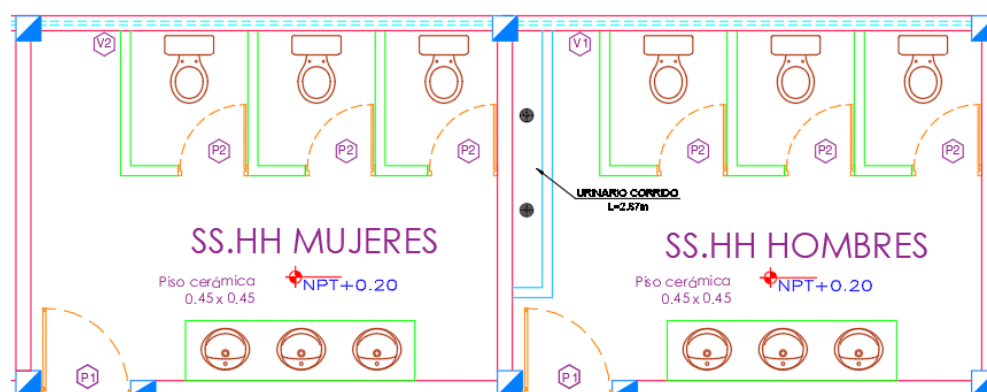 V2
V1
P2
P2
P2
P2
P2
P2
URINARIO CORRIDO
L=2.87m
SS.HH MUJERES
SS.HH HOMBRES
Piso cerámica
0.45 x 0.45
NPT+0.20
Piso cerámica
0.45 x 0.45
NPT+0.20
P1
P1